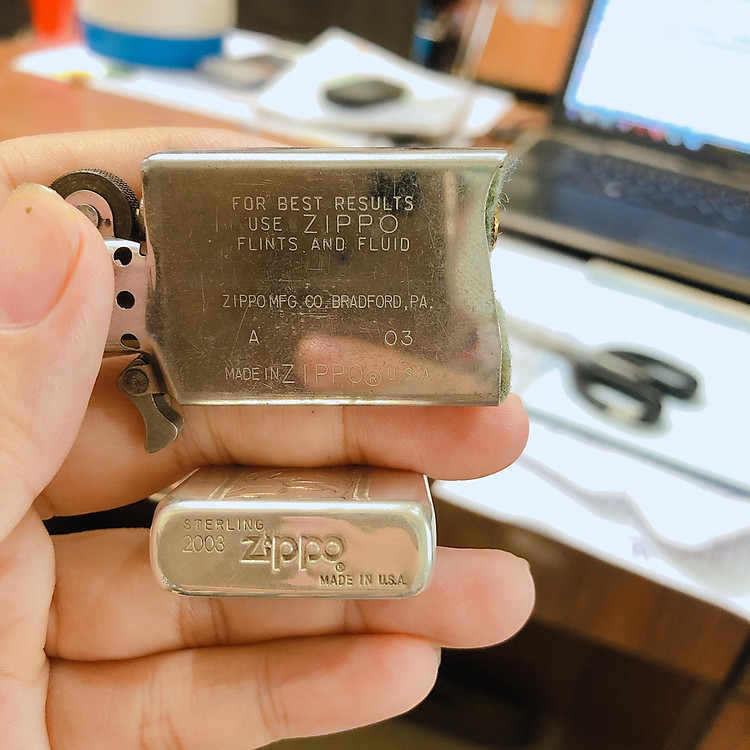 FOR BEST RESULTS
USE ZIPPO
FLINTS AND FLUID
ZIPPO MFG. CO. BRADFORD, PA.
A 03
MADE IN ZIPPO® U.S.A.
STERLING
2003 Zippo®
MADE IN U.S.A.